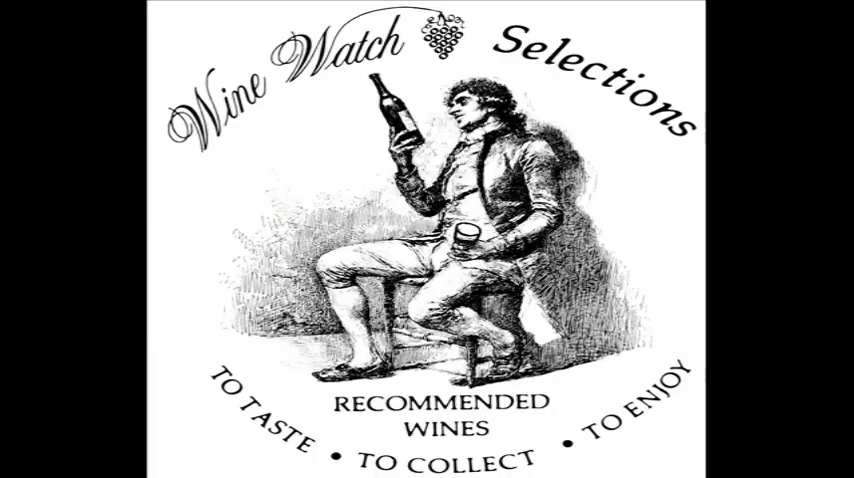 Wine Watch Selections
RECOMMENDED
WINES
TO TASTE • TO COLLECT • TO ENJOY